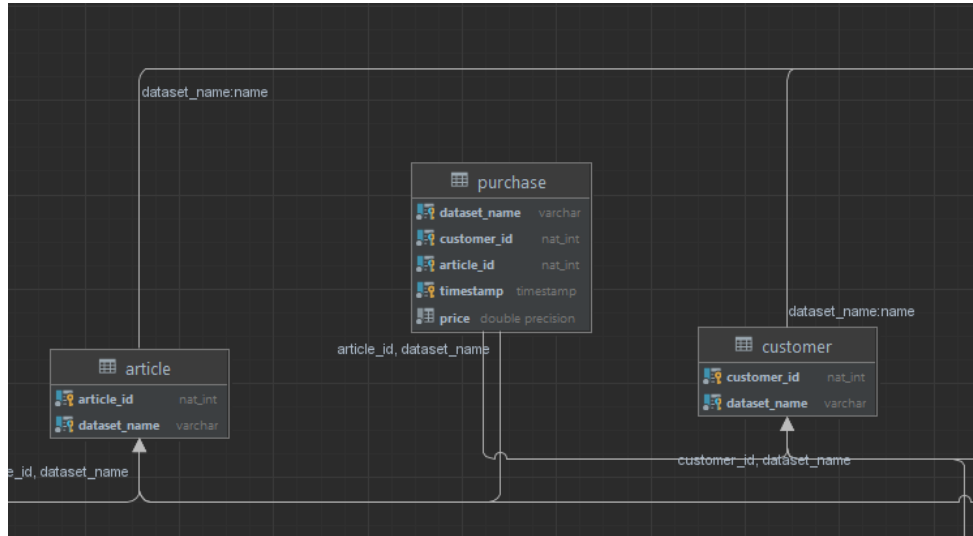 dataset_name:name
purchase
dataset_name varchar
customer_id nat_int
article_id nat_int
timestamp timestamp
price double precision
dataset_name:name
article_id, dataset_name
customer
article
customer_id nat_int
dataset_name varchar
article_id nat_int
dataset_name varchar
customer_id, dataset_name
e_id, dataset_name